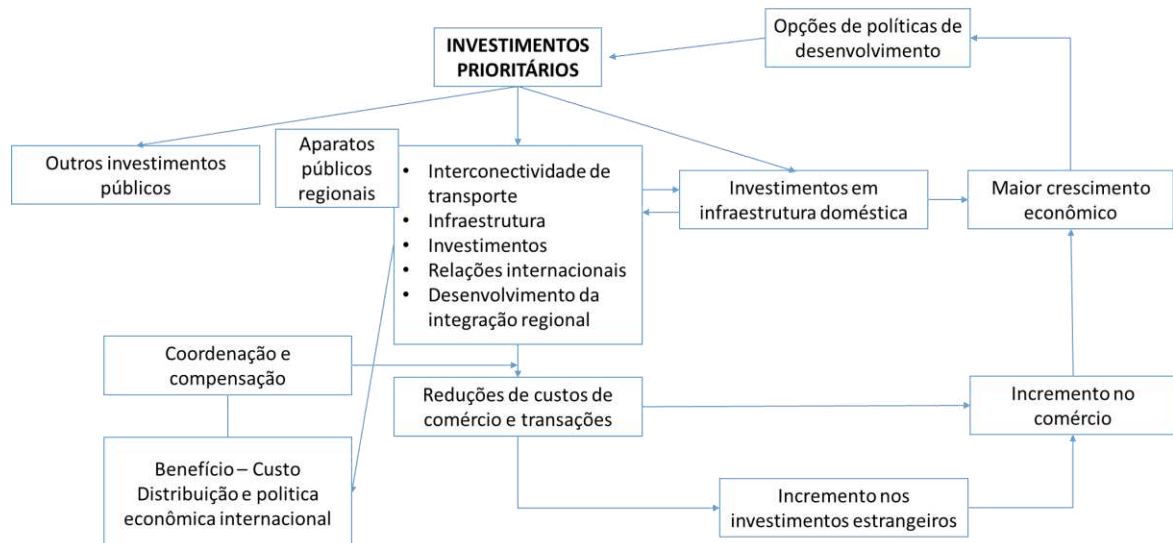 Opções de políticas de
desenvolvimento
INVESTIMENTOS
PRIORITÁRIOS
Outros investimentos
públicos
Aparatos
públicos
regionais
• Interconectividade de
transporte
• Infraestrutura
• Investimentos
• Relações internacionais
• Desenvolvimento da
integração regional
Investimentos em
infraestrutura doméstica
Maior crescimento
econômico
Coordenação e
compensação
Reduções de custos de
comércio e transações
Incremento no
comércio
Benefício – Custo
Distribuição e politica
econômica internacional
Incremento nos
investimentos estrangeiros